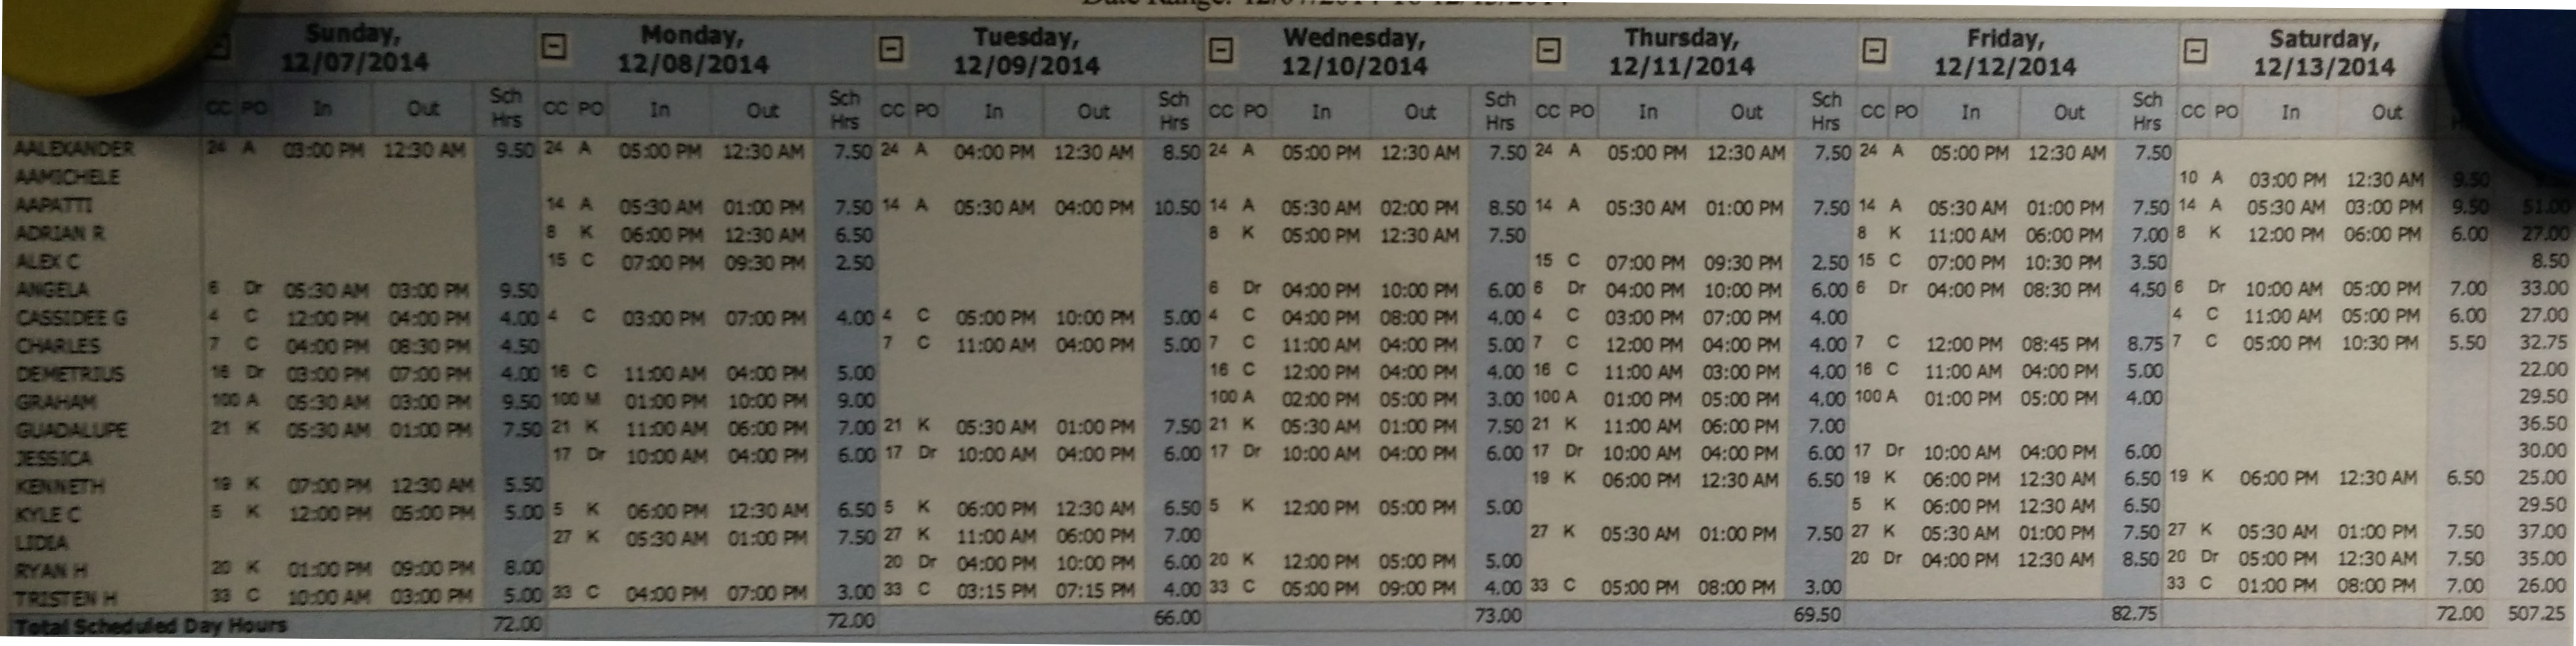 Sunday, Monday, Tuesday, Wednesday, Thursday, Friday, Saturday,
12/07/2014 12/08/2014 12/09/2014 12/10/2014 12/11/2014 12/12/2014 12/13/2014
CC PO In Out Sch Hrs CC PO In Out Sch Hrs CC PO In Out Sch Hrs CC PO In Out Sch Hrs CC PO In Out Sch Hrs CC PO In Out Sch Hrs CC PO In Out
AALEXANDER 24 A 03:00 PM 12:30 AM 9.50 24 A 05:00 PM 12:30 AM 7.50 24 A 04:00 PM 12:30 AM 8.50 24 A 05:00 PM 12:30 AM 7.50 24 A 05:00 PM 12:30 AM 7.50 24 A 05:00 PM 12:30 AM 7.50
AAMICHELE 10 A 03:00 PM 12:30 AM 9.50
AAPATTI 14 A 05:30 AM 01:00 PM 7.50 14 A 05:30 AM 04:00 PM 10.50 14 A 05:30 AM 02:00 PM 8.50 14 A 05:30 AM 01:00 PM 7.50 14 A 05:30 AM 01:00 PM 7.50 14 A 05:30 AM 03:00 PM 9.50 51.00
ADRIAN R 8 K 06:00 PM 12:30 AM 6.50 8 K 05:00 PM 12:30 AM 7.50 8 K 11:00 AM 06:00 PM 7.00 8 K 12:00 PM 06:00 PM 6.00 27.00
ALEX C 15 C 07:00 PM 09:30 PM 2.50 15 C 07:00 PM 09:30 PM 2.50 15 C 07:00 PM 10:30 PM 3.50 8.50
ANGELA 6 Dr 05:30 AM 03:00 PM 9.50 6 Dr 04:00 PM 10:00 PM 6.00 6 Dr 04:00 PM 10:00 PM 6.00 6 Dr 04:00 PM 08:30 PM 4.50 6 Dr 10:00 AM 05:00 PM 7.00 33.00
CASSIDEE G 4 C 12:00 PM 04:00 PM 4.00 4 C 03:00 PM 07:00 PM 4.00 4 C 05:00 PM 10:00 PM 5.00 4 C 04:00 PM 08:00 PM 4.00 4 C 03:00 PM 07:00 PM 4.00 4 C 11:00 AM 05:00 PM 6.00 27.00
CHARLES 7 C 04:00 PM 08:30 PM 4.50 7 C 11:00 AM 04:00 PM 5.00 7 C 11:00 AM 04:00 PM 5.00 7 C 12:00 PM 04:00 PM 4.00 7 C 12:00 PM 08:45 PM 8.75 7 C 05:00 PM 10:30 PM 5.50 32.75
DEMETRIUS 16 Dr 03:00 PM 07:00 PM 4.00 16 C 11:00 AM 04:00 PM 5.00 16 C 12:00 PM 04:00 PM 4.00 16 C 11:00 AM 03:00 PM 4.00 16 C 11:00 AM 04:00 PM 5.00 22.00
GRAHAM 100 A 05:30 AM 03:00 PM 9.50 100 M 01:00 PM 10:00 PM 9.00 100 A 02:00 PM 05:00 PM 3.00 100 A 01:00 PM 05:00 PM 4.00 100 A 01:00 PM 05:00 PM 4.00 29.50
GUADALUPE 21 K 05:30 AM 01:00 PM 7.50 21 K 11:00 AM 06:00 PM 7.00 21 K 05:30 AM 01:00 PM 7.50 21 K 05:30 AM 01:00 PM 7.50 21 K 11:00 AM 06:00 PM 7.00 36.50
JESSICA 17 Dr 10:00 AM 04:00 PM 6.00 17 Dr 10:00 AM 04:00 PM 6.00 17 Dr 10:00 AM 04:00 PM 6.00 17 Dr 10:00 AM 04:00 PM 6.00 17 Dr 10:00 AM 04:00 PM 6.00 30.00
KENNETH 19 K 07:00 PM 12:30 AM 5.50 19 K 06:00 PM 12:30 AM 6.50 19 K 06:00 PM 12:30 AM 6.50 19 K 06:00 PM 12:30 AM 6.50 25.00
KYLE C 5 K 12:00 PM 05:00 PM 5.00 5 K 06:00 PM 12:30 AM 6.50 5 K 06:00 PM 12:30 AM 6.50 5 K 12:00 PM 05:00 PM 5.00 5 K 06:00 PM 12:30 AM 6.50 29.50
LIDIA 27 K 05:30 AM 01:00 PM 7.50 27 K 11:00 AM 06:00 PM 7.00 27 K 05:30 AM 01:00 PM 7.50 27 K 05:30 AM 01:00 PM 7.50 27 K 05:30 AM 01:00 PM 7.50 37.00
RYAN H 20 K 01:00 PM 09:00 PM 8.00 20 Dr 04:00 PM 10:00 PM 6.00 20 K 12:00 PM 05:00 PM 5.00 20 Dr 04:00 PM 12:30 AM 8.50 20 Dr 05:00 PM 12:30 AM 7.50 35.00
TRISTEN H 33 C 10:00 AM 03:00 PM 5.00 33 C 04:00 PM 07:00 PM 3.00 33 C 03:15 PM 07:15 PM 4.00 33 C 05:00 PM 09:00 PM 4.00 33 C 05:00 PM 08:00 PM 3.00 33 C 01:00 PM 08:00 PM 7.00 26.00
Total Scheduled Day Hours 72.00 72.00 66.00 73.00 69.50 82.75 72.00 507.25